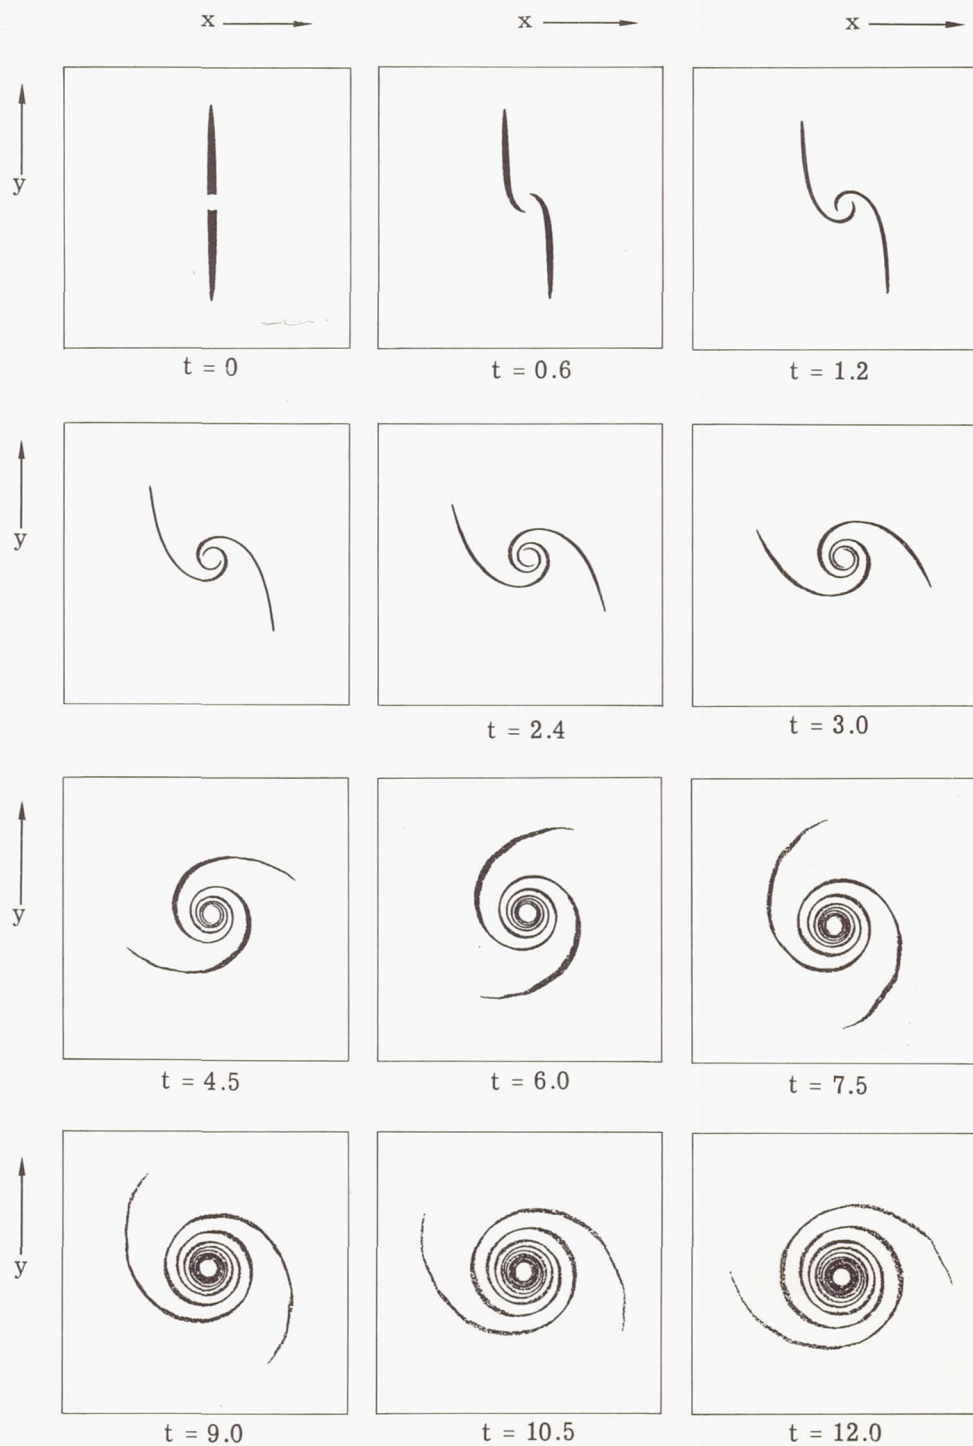 x x x
y
t = 0 t = 0.6 t = 1.2
y
t = 2.4 t = 3.0
y
t = 4.5 t = 6.0 t = 7.5
y
t = 9.0 t = 10.5 t = 12.0